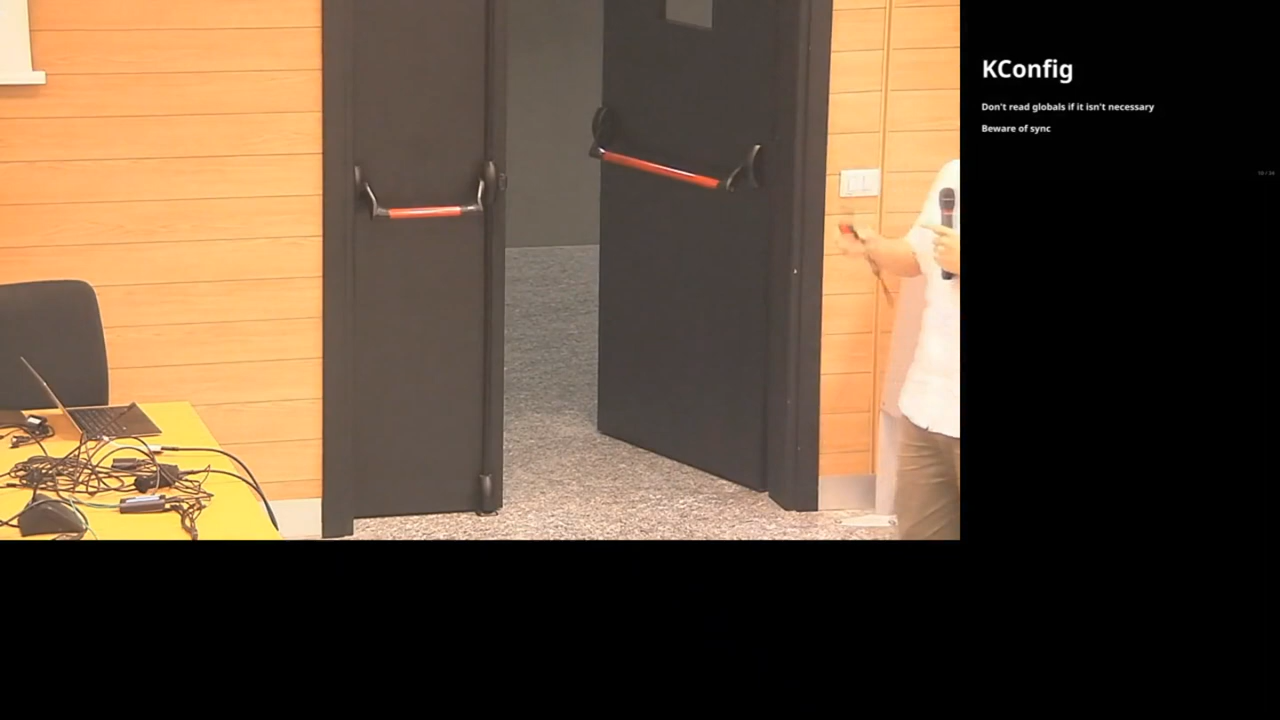 KConfig
Don't read globals if it isn't necessary
Beware of sync